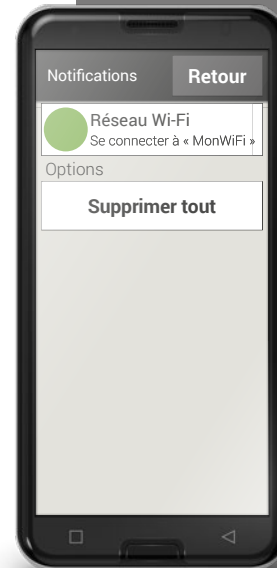 Notifications
Retour
Réseau Wi-Fi
Se connecter à « MonWiFi »
Options
Supprimer tout